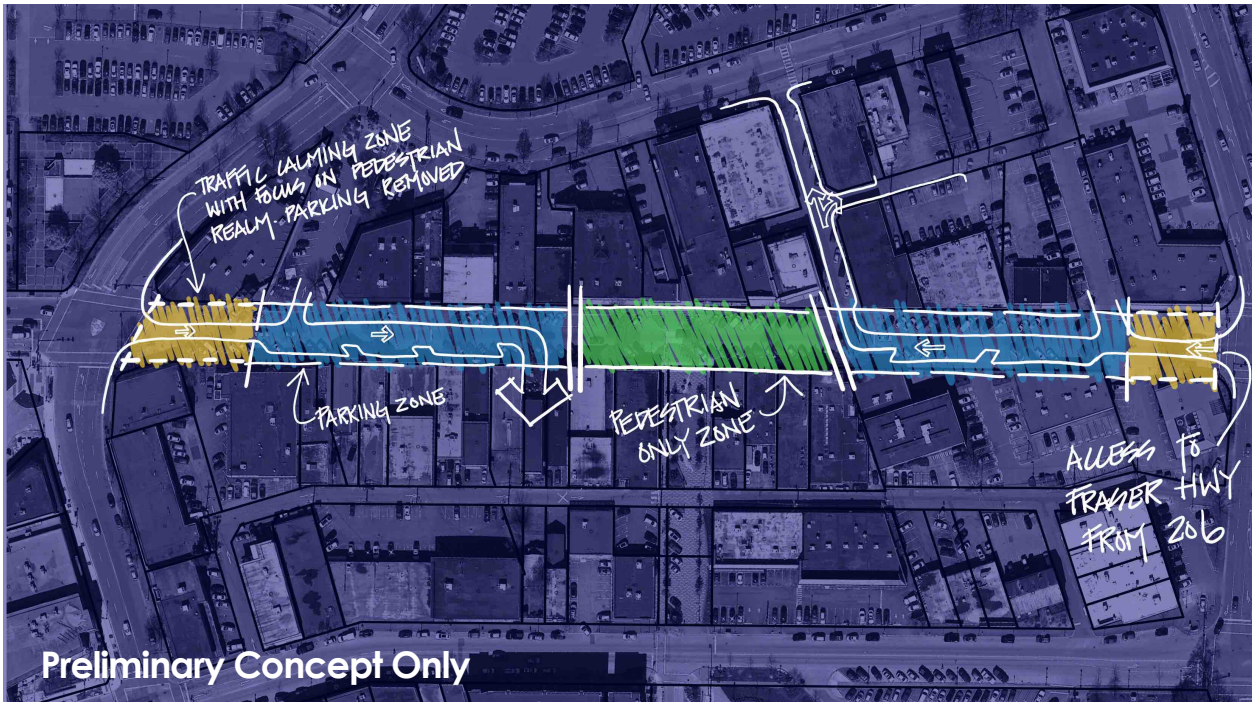 TRAFFIC CALMING ZONE
WITH FOCUS ON PEDESTRIAN
REALM. PARKING REMOVED
PARKING ZONE
PEDESTRIAN
ONLY ZONE
ACCESS TO
FRASER HWY
FROM 206
Preliminary Concept Only